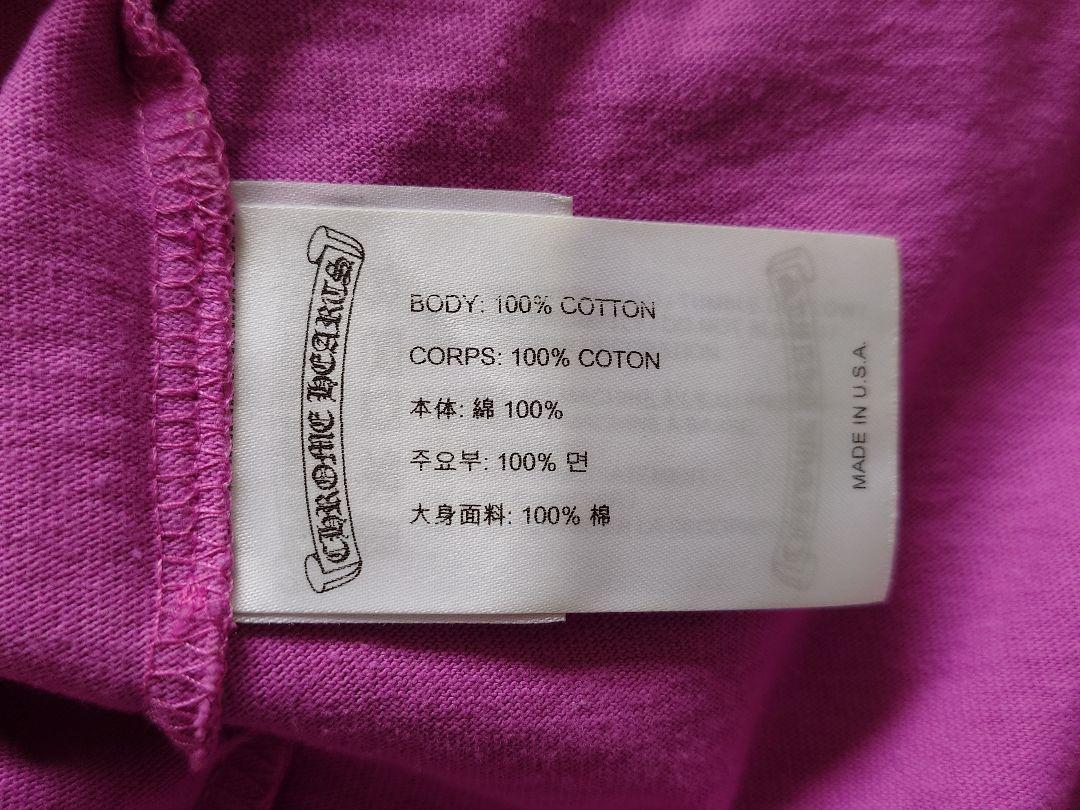 CHROME HEARTS
BODY: 100% COTTON
CORPS: 100% COTON
本体: 綿 100%
주요부: 100% 면
大身面料: 100% 棉
MADE IN U.S.A.